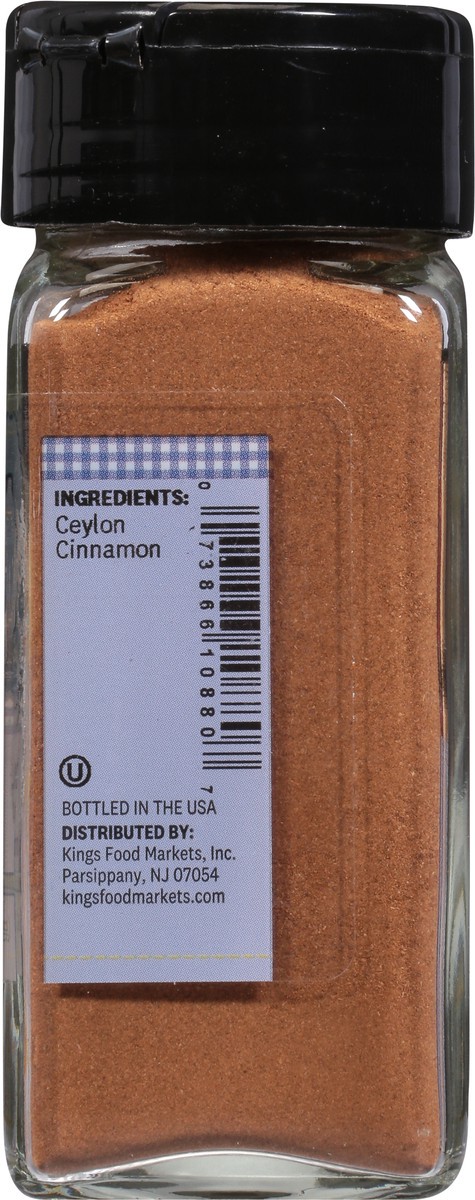 INGREDIENTS:
Ceylon
Cinnamon
0 73866 10880 7
U
BOTTLED IN THE USA
DISTRIBUTED BY:
Kings Food Markets, Inc.
Parsippany, NJ 07054
kingsfoodmarkets.com